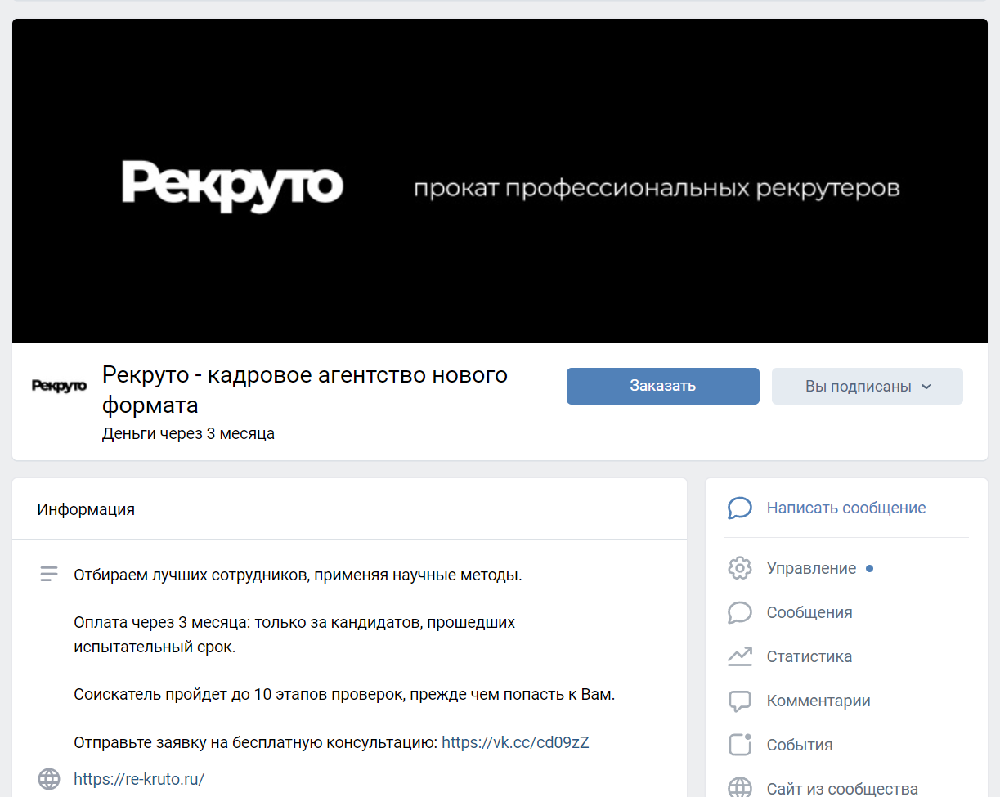 Рекруто
прокат профессиональных рекрутеров
Рекруто
Рекруто - кадровое агентство нового
формата
Деньги через 3 месяца
Заказать
Вы подписаны
Информация
Отбираем лучших сотрудников, применяя научные методы.
Оплата через 3 месяца: только за кандидатов, прошедших
испытательный срок.
Соискатель пройдет до 10 этапов проверок, прежде чем попасть к Вам.
Отправьте заявку на бесплатную консультацию: https://vk.cc/cd09zZ
https://re-kruto.ru/
Написать сообщение
Управление
Сообщения
Статистика
Комментарии
События
Сайт из сообщества